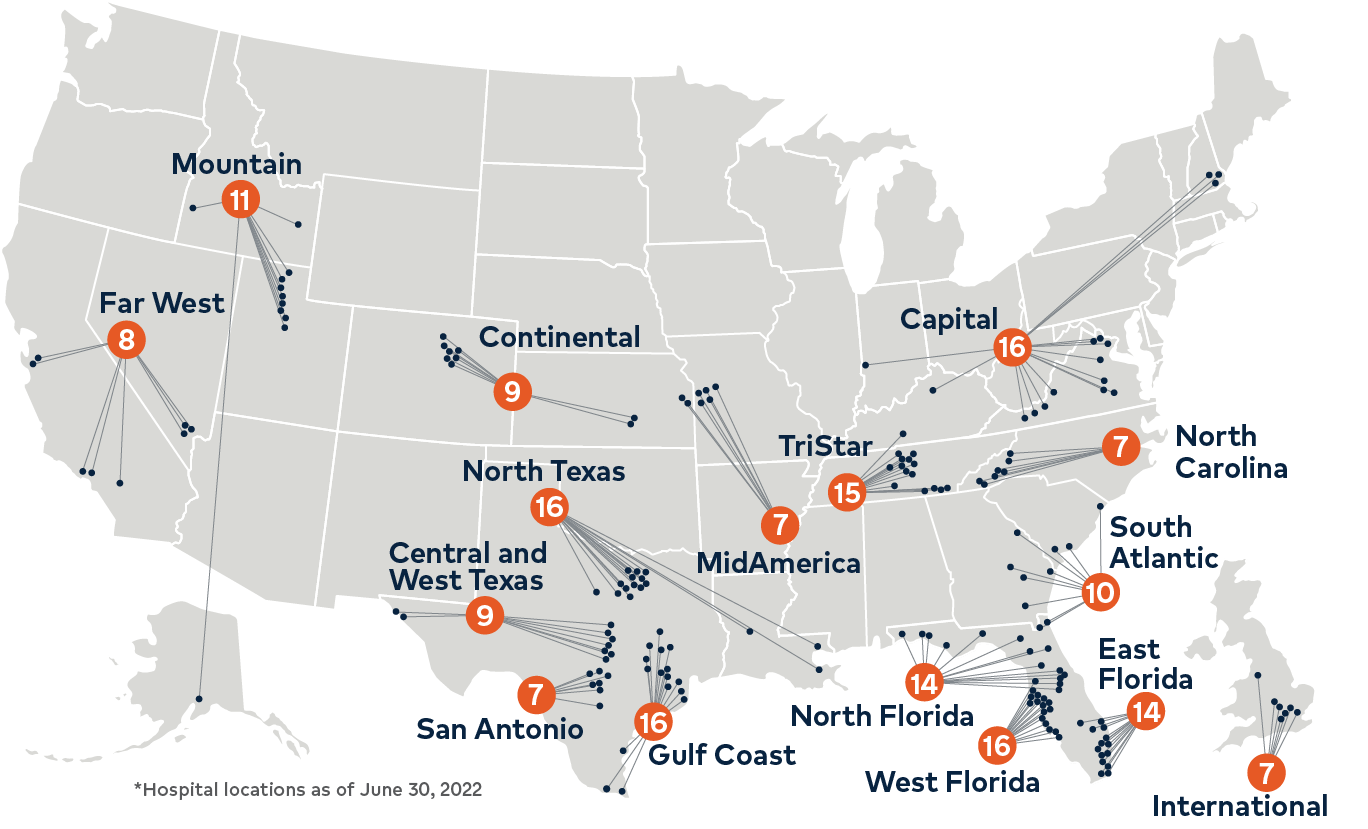 Mountain
11
Far West
8
Continental
9
Capital
16
TriStar
15
North
Carolina
7
North Texas
16
MidAmerica
7
South
Atlantic
10
Central and
West Texas
9
San Antonio
7
Gulf Coast
16
North Florida
14
West Florida
16
East
Florida
14
International
7
*Hospital locations as of June 30, 2022